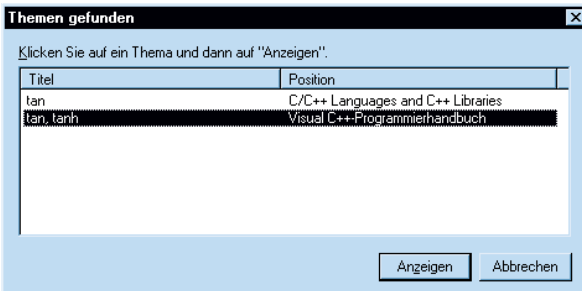 Themen gefunden
Klicken Sie auf ein Thema und dann auf "Anzeigen".
Titel Position
tan C/C++ Languages and C++ Libraries
tan, tanh Visual C++-Programmierhandbuch
Anzeigen Abbrechen